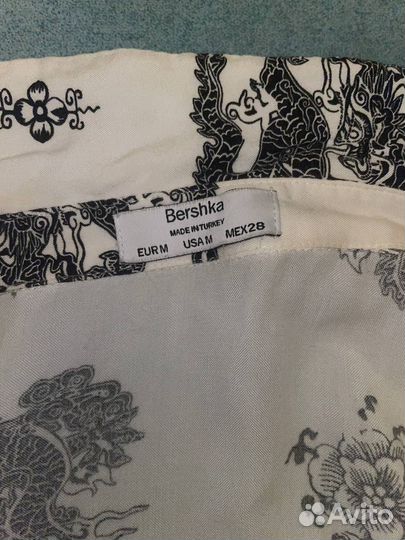 Bershka
MADE IN TURKEY
EUR M USA M MEX 28
Avito